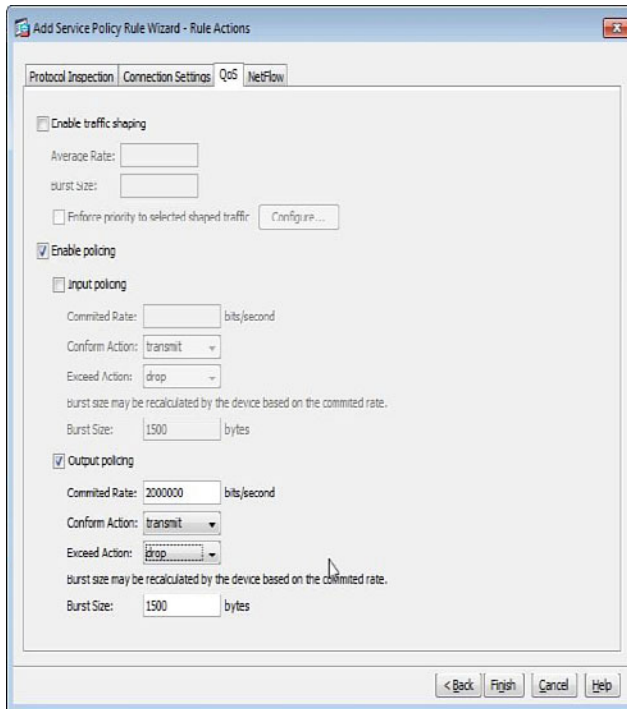 Add Service Policy Rule Wizard - Rule Actions
Protocol Inspection Connection Settings QoS NetFlow
Enable traffic shaping
Average Rate:
Burst Size:
Enforce priority to selected shaped traffic Configure...
Enable policing
Input policing
Commited Rate: bits/second
Conform Action: transmit
Exceed Action: drop
Burst size may be recalculated by the device based on the commited rate.
Burst Size: 1500 bytes
Output policing
Commited Rate: 2000000 bits/second
Conform Action: transmit
Exceed Action: drop
Burst size may be recalculated by the device based on the commited rate.
Burst Size: 1500 bytes
< Back Finish Cancel Help